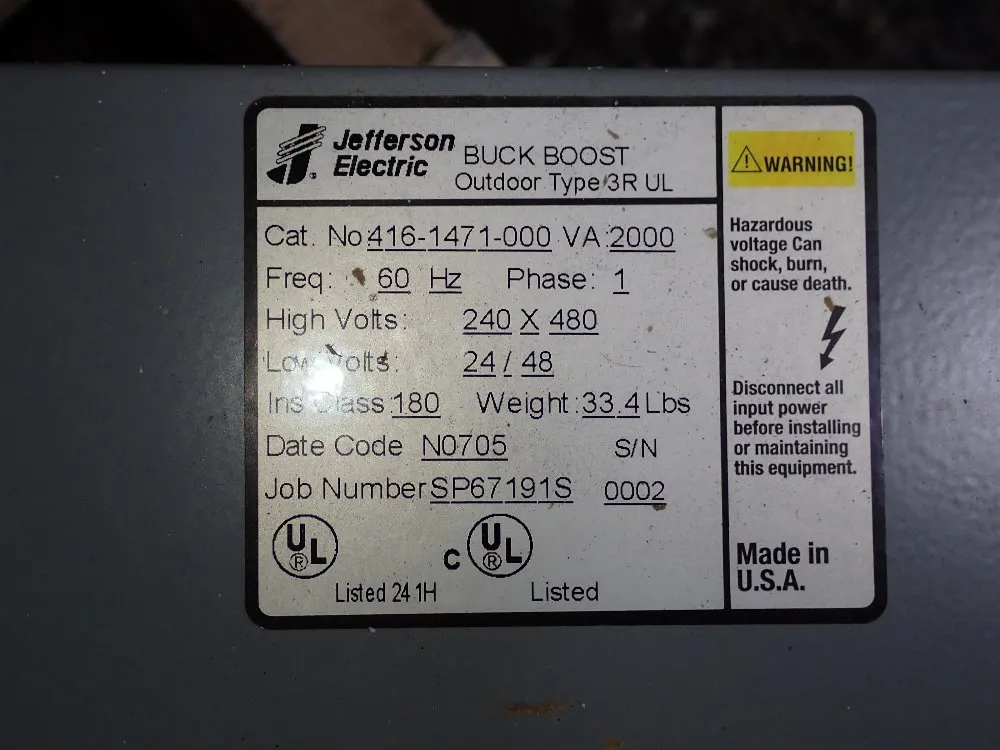 Jefferson
Electric
BUCK BOOST
Outdoor Type 3R UL
Cat. No 416-1471-000 VA: 2000
Freq: 60 Hz Phase: 1
High Volts: 240 X 480
Low Volts: 24 / 48
Ins Class 180 Weight: 33.4 Lbs
Date Code N0705 S/N
Job Number SP67191S 0002
UL ®
C UL ®
Listed 24 1H
Listed
WARNING!
Hazardous
voltage Can
shock, burn,
or cause death.
Disconnect all
input power
before installing
or maintaining
this equipment.
Made in
U.S.A.